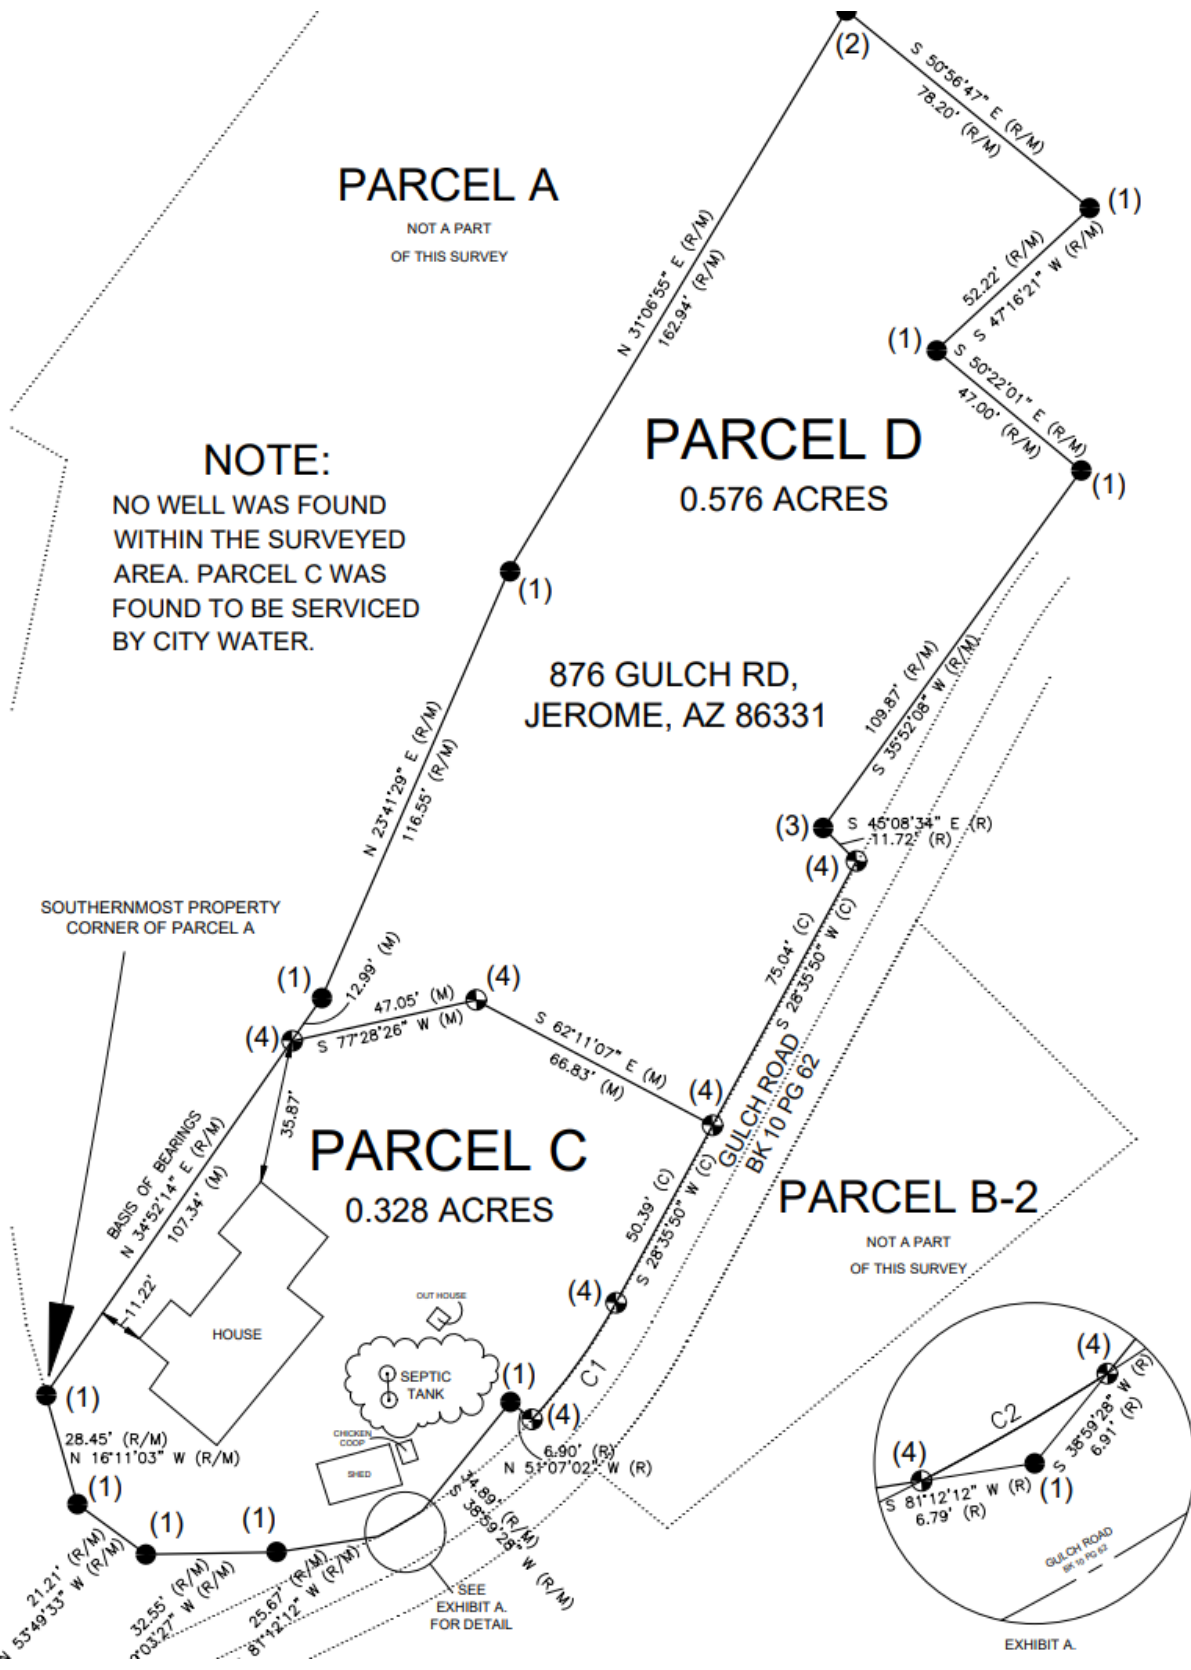 (2)
S 50°56'47" E (R/M)
78.20' (R/M)
(1)
PARCEL A
NOT A PART
OF THIS SURVEY
N 31°06'55" E (R/M)
162.94' (R/M)
52.22' (R/M)
S 47°16'21" W (R/M)
(1)
S 50°22'01" E (R/M)
47.00' (R/M)
(1)
PARCEL D
0.576 ACRES
NOTE:
NO WELL WAS FOUND
WITHIN THE SURVEYED
AREA. PARCEL C WAS
FOUND TO BE SERVICED
BY CITY WATER.
(1)
876 GULCH RD,
JEROME, AZ 86331
109.87' (R/M)
S 35°52'08" W (R/M)
N 23°41'29" E (R/M)
116.55' (R/M)
(3)
S 45°08'34" E (R)
11.72' (R)
(4)
SOUTHERNMOST PROPERTY
CORNER OF PARCEL A
75.04' (C)
S 28°35'50" W (C)
(1)
12.99' (M)
47.05' (M)
S 77°28'26" W (M)
(4)
(4)
S 62°11'07" E (M)
66.83' (M)
(4)
GULCH ROAD
BK 10 PG 62
35.87'
BASIS OF BEARINGS
N 34°52'14" E (R/M)
107.34' (M)
PARCEL C
0.328 ACRES
50.39' (C)
S 28°35'50" W (C)
PARCEL B-2
NOT A PART
OF THIS SURVEY
11.22'
HOUSE
OUT HOUSE
SEPTIC
TANK
(4)
C1
(1)
(4)
6.90' (R)
N 51°07'02" W (R)
CHICKEN
COOP
SHED
(1)
28.45' (R/M)
N 16°11'03" W (R/M)
(1)
(1)
(1)
34.89' (R/M)
S 38°59'28" W (R/M)
21.21' (R/M)
N 53°49'33" W (R/M)
32.55' (R/M)
03'27" W (R/M)
25.67' (R/M)
81°12'12" W (R/M)
SEE
EXHIBIT A.
FOR DETAIL
(4)
C2
S 38°59'28" W (R)
6.91' (R)
(4)
S 81°12'12" W (R)
6.79' (R)
(1)
GULCH ROAD
BK 10 PG 62
EXHIBIT A.